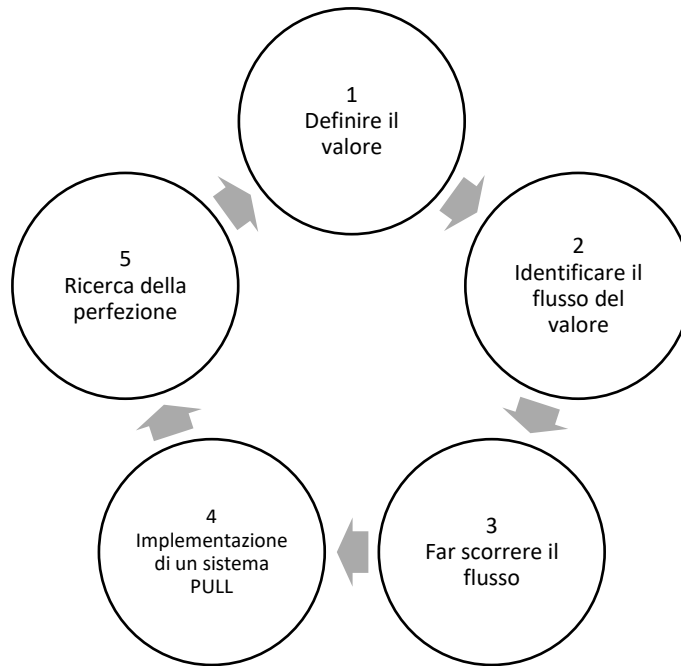 1
Definire il
valore
2
Identificare il
flusso del
valore
3
Far scorrere il
flusso
4
Implementazione
di un sistema
PULL
5
Ricerca della
perfezione